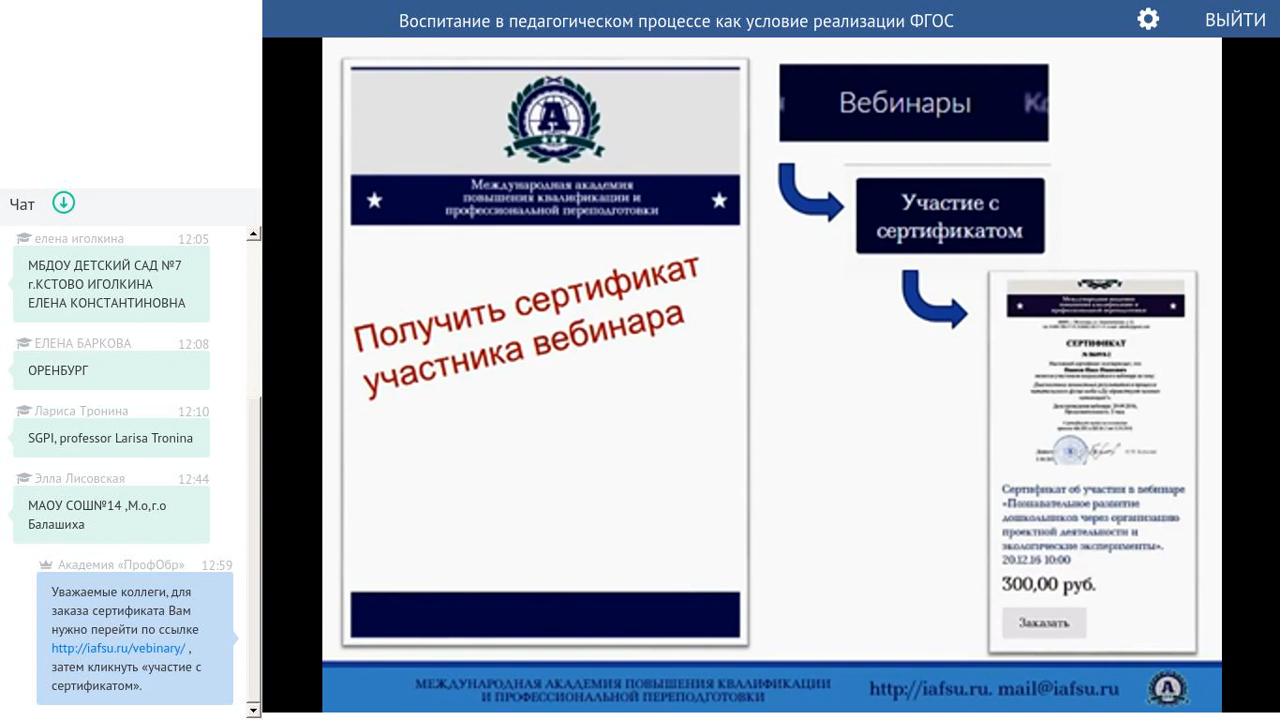 Воспитание в педагогическом процессе как условие реализации ФГОС
ВЫЙТИ
Чат
елена иголкина 12:05
МБДОУ ДЕТСКИЙ САД №7
г.КСТОВО ИГОЛКИНА
ЕЛЕНА КОНСТАНТИНОВНА
ЕЛЕНА БАРКОВА 12:08
ОРЕНБУРГ
Лариса Тронина 12:10
SGPI, professor Larisa Tronina
Элла Лисовская 12:44
МАОУ СОШ№14 ,М.о,г.о
Балашиха
Академия «ПрофОбр» 12:59
Уважаемые коллеги, для
заказа сертификата Вам
нужно перейти по ссылке
http://iafsu.ru/vebinary/ ,
затем кликнуть «участие с
сертификатом».
Международная академия
повышения квалификации и
профессиональной переподготовки
Получить сертификат
участника вебинара
Вебинары
Участие с
сертификатом
СЕРТИФИКАТ
Сертификат об участии в вебинаре
«Познавательное развитие
дошкольников через организацию
проектной деятельности и
экологические эксперименты».
20.12.16 10:00
300,00 руб.
Заказать
МЕЖДУНАРОДНАЯ АКАДЕМИЯ ПОВЫШЕНИЯ КВАЛИФИКАЦИИ
И ПРОФЕССИОНАЛЬНОЙ ПЕРЕПОДГОТОВКИ
http://iafsu.ru. mail@iafsu.ru